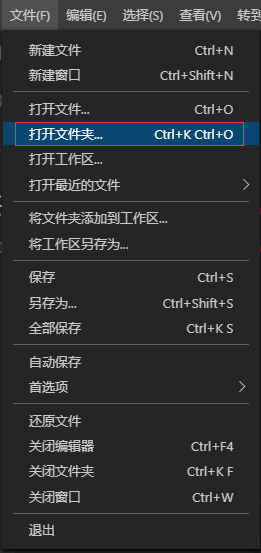 文件(F) 编辑(E) 选择(S) 查看(V) 转到
新建文件 Ctrl+N
新建窗口 Ctrl+Shift+N
打开文件... Ctrl+O
打开文件夹... Ctrl+K Ctrl+O
打开工作区...
打开最近的文件
将文件夹添加到工作区...
将工作区另存为...
保存 Ctrl+S
另存为... Ctrl+Shift+S
全部保存 Ctrl+K S
自动保存
首选项
还原文件
关闭编辑器 Ctrl+F4
关闭文件夹 Ctrl+K F
关闭窗口 Ctrl+W
退出